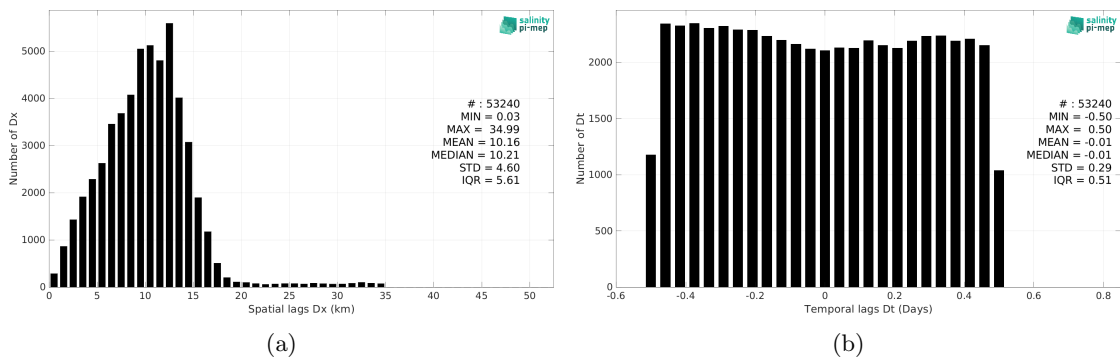 salinity
pi-mep
5000
4000
3000
2000
1000
0
Number of Dx
# : 53240
MIN = 0.03
MAX = 34.99
MEAN = 10.16
MEDIAN = 10.21
STD = 4.60
IQR = 5.61
0 5 10 15 20 25 30 35 40 45 50
Spatial lags Dx (km)
(a)
salinity
pi-mep
2000
1500
1000
500
0
Number of Dt
# : 53240
MIN = -0.50
MAX = 0.50
MEAN = -0.01
MEDIAN = -0.01
STD = 0.29
IQR = 0.51
-0.6 -0.4 -0.2 0 0.2 0.4 0.6 0.8
Temporal lags Dt (Days)
(b)